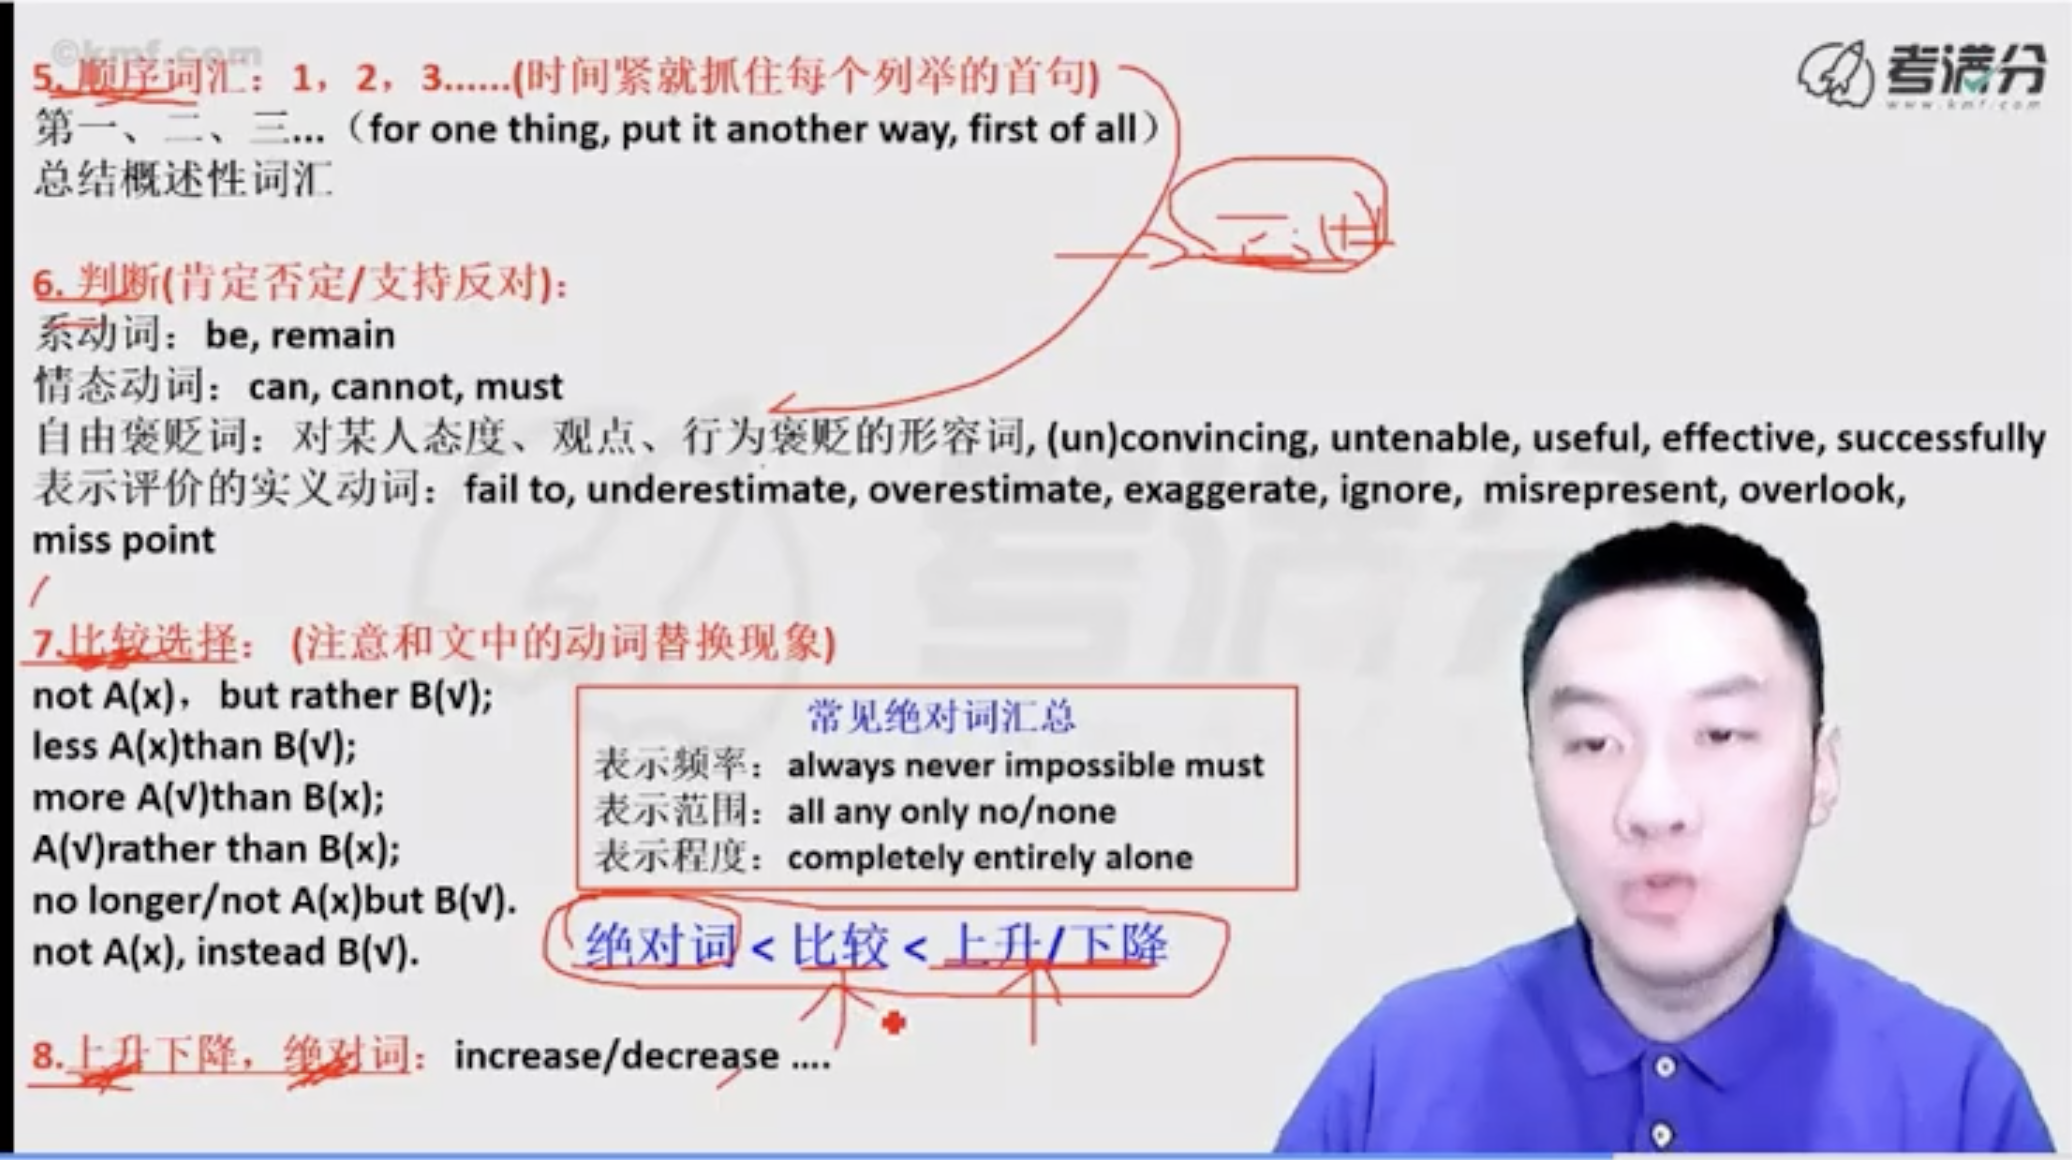 ©kmf.com
考满分
www.kmf.com
5. 顺序词汇：1，2，3......(时间紧就抓住每个列举的首句)
第一、二、三...（for one thing, put it another way, first of all）
总结概述性词汇
6. 判断(肯定否定/支持反对)：
系动词：be, remain
情态动词：can, cannot, must
自由褒贬词：对某人态度、观点、行为褒贬的形容词, (un)convincing, untenable, useful, effective, successfully
表示评价的实义动词：fail to, underestimate, overestimate, exaggerate, ignore, misrepresent, overlook,
miss point
7.比较选择： (注意和文中的动词替换现象)
not A(x)，but rather B(√);
less A(x)than B(√);
more A(√)than B(x);
A(√)rather than B(x);
no longer/not A(x)but B(√).
not A(x), instead B(√).
常见绝对词汇总
表示频率：always never impossible must
表示范围：all any only no/none
表示程度：completely entirely alone
绝对词 < 比较 < 上升/下降
8.上升下降，绝对词：increase/decrease ....